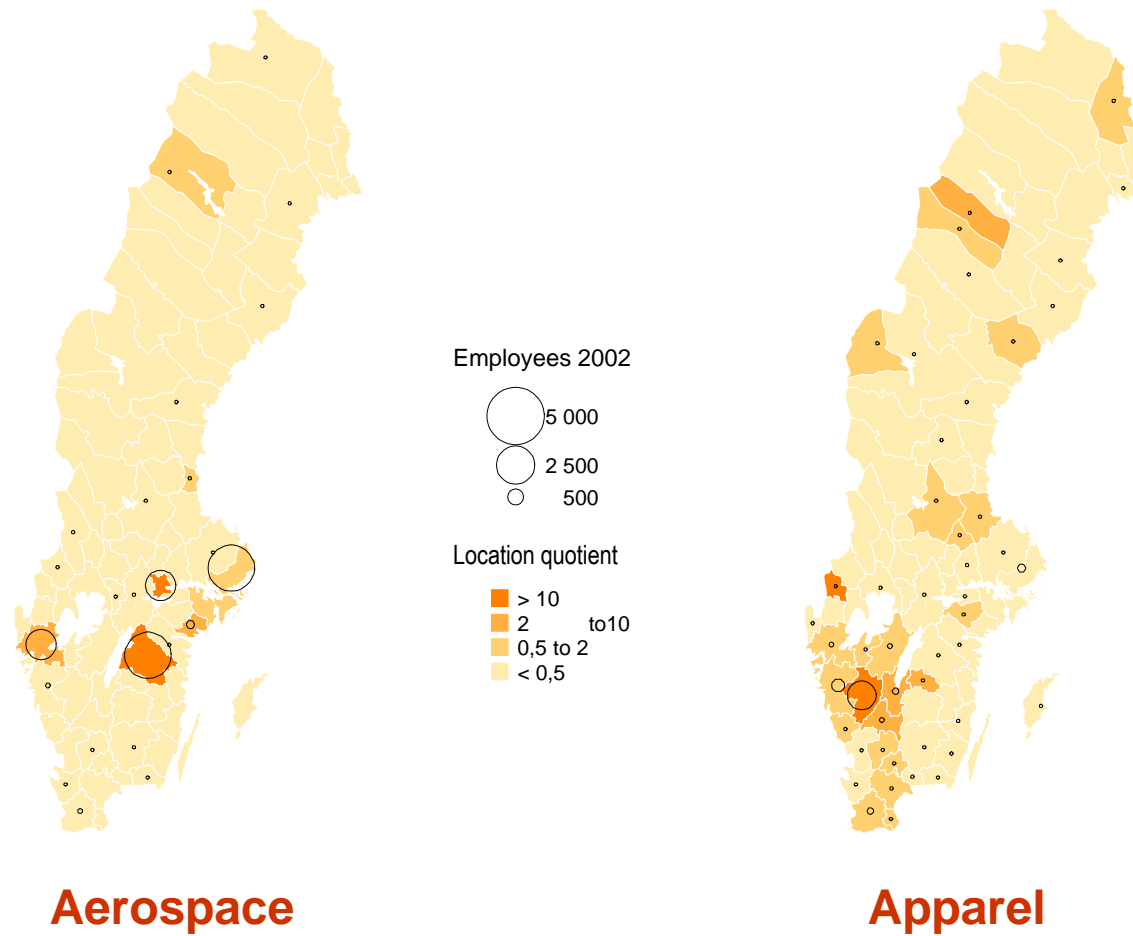 Employees 2002
5 000
2 500
500
Location quotient
> 10
2 to10
0,5 to 2
< 0,5
Aerospace
Apparel